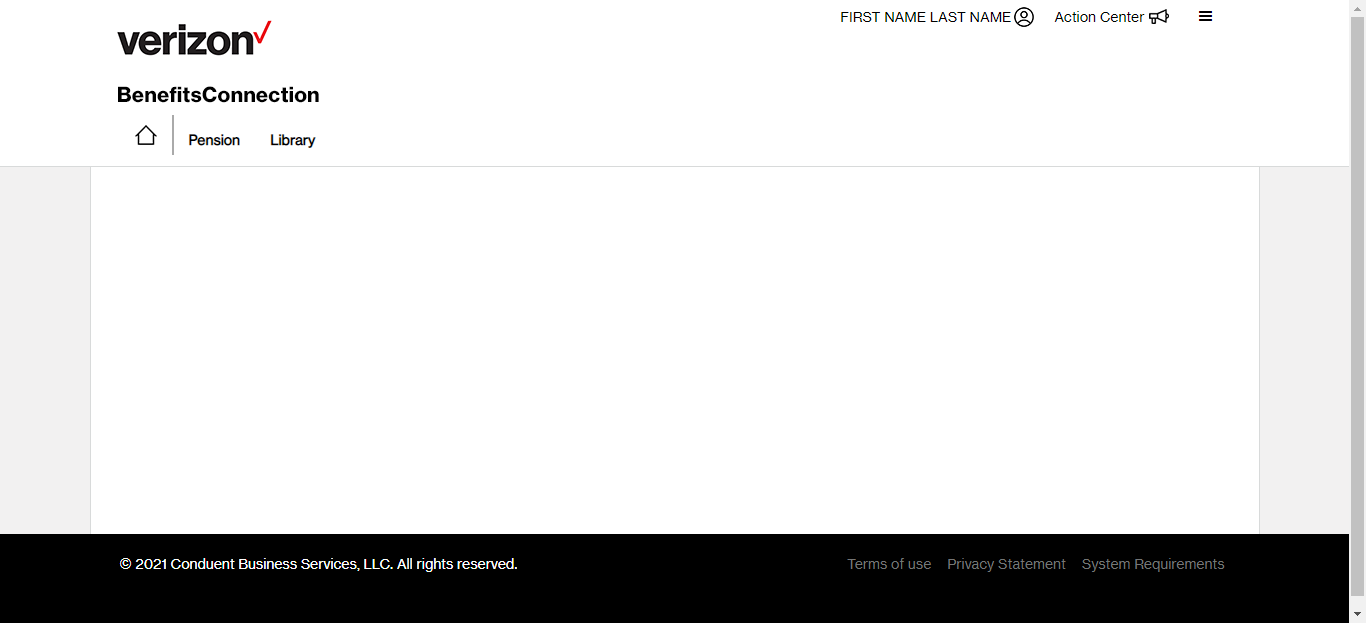 FIRST NAME LAST NAME Action Center
verizon
BenefitsConnection
Pension Library
© 2021 Conduent Business Services, LLC. All rights reserved. Terms of use Privacy Statement System Requirements